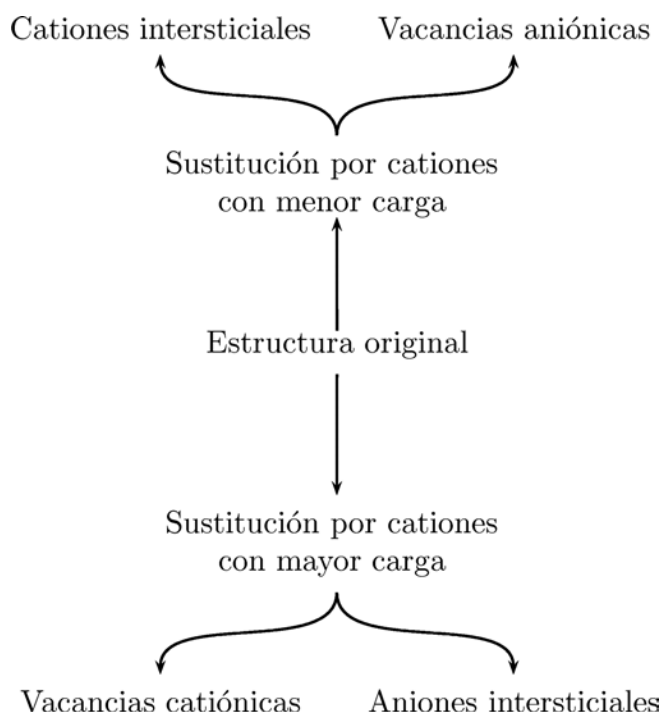 Cationes intersticiales
Vacancias aniónicas
Sustitución por cationes
con menor carga
Estructura original
Sustitución por cationes
con mayor carga
Vacancias catiónicas
Aniones intersticiales